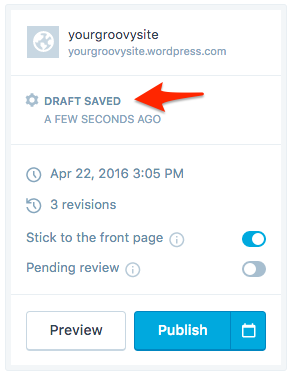 yourgroovysite
yourgroovysite.wordpress.com
DRAFT SAVED
A FEW SECONDS AGO
Apr 22, 2016 3:05 PM
3 revisions
Stick to the front page
Pending review
Preview
Publish